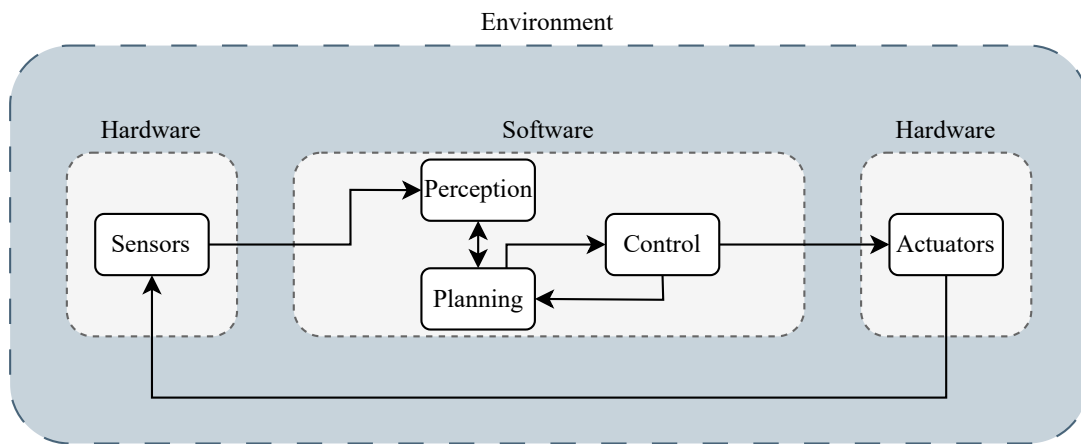 Environment
Hardware
Software
Hardware
Perception
Sensors
Control
Actuators
Planning